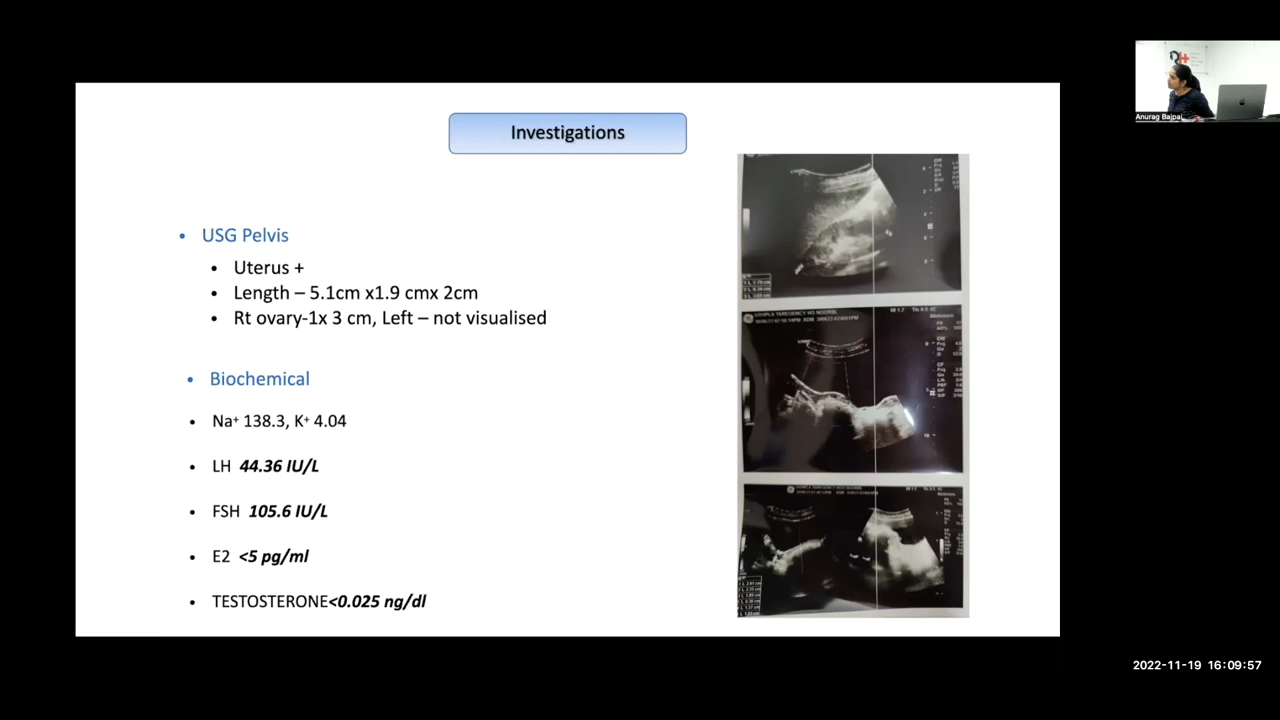 Investigations
• USG Pelvis
• Uterus +
• Length – 5.1cm x1.9 cmx 2cm
• Rt ovary-1x 3 cm, Left – not visualised
• Biochemical
• Na⁺ 138.3, K⁺ 4.04
• LH 44.36 IU/L
• FSH 105.6 IU/L
• E2 <5 pg/ml
• TESTOSTERONE<0.025 ng/dl
Anurag Bajpai
2022-11-19 16:09:57